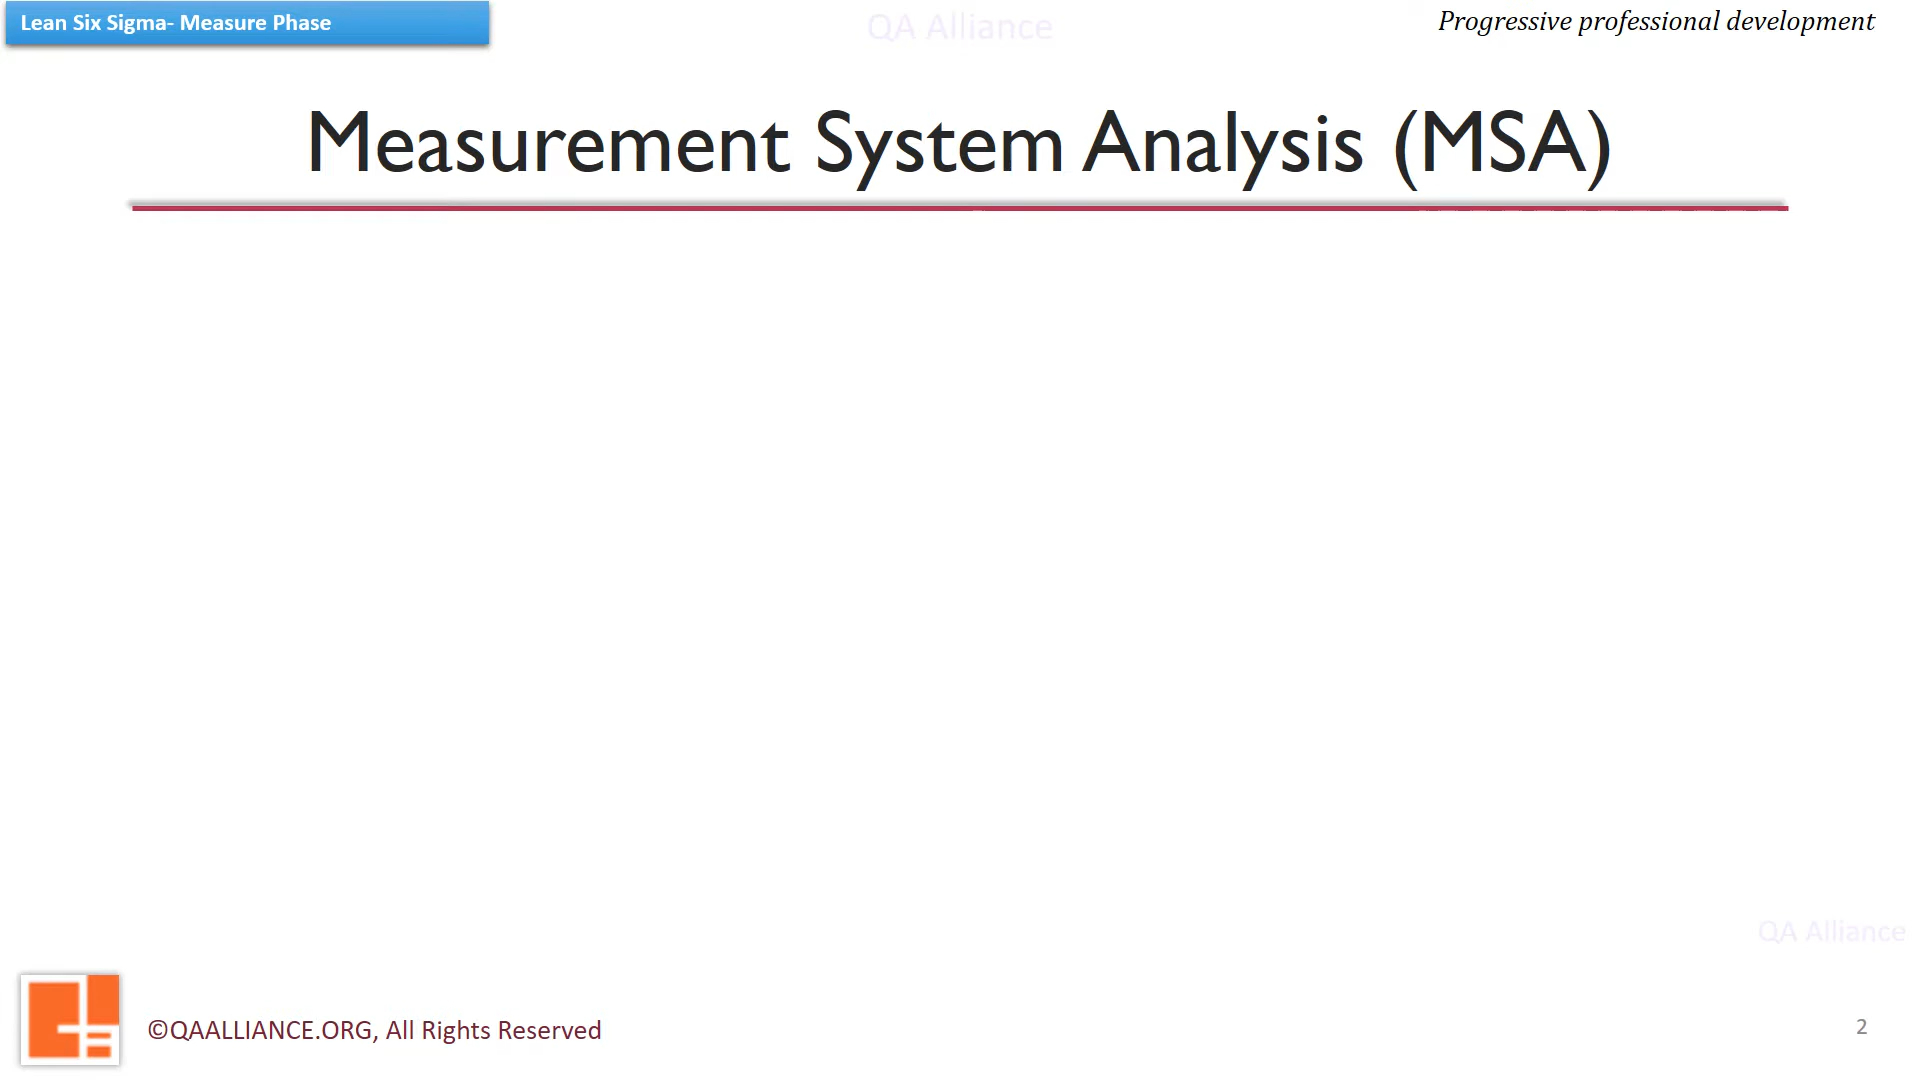 Lean Six Sigma- Measure Phase
QA Alliance
Progressive professional development
Measurement System Analysis (MSA)
QA Alliance
©QAALLIANCE.ORG, All Rights Reserved
2